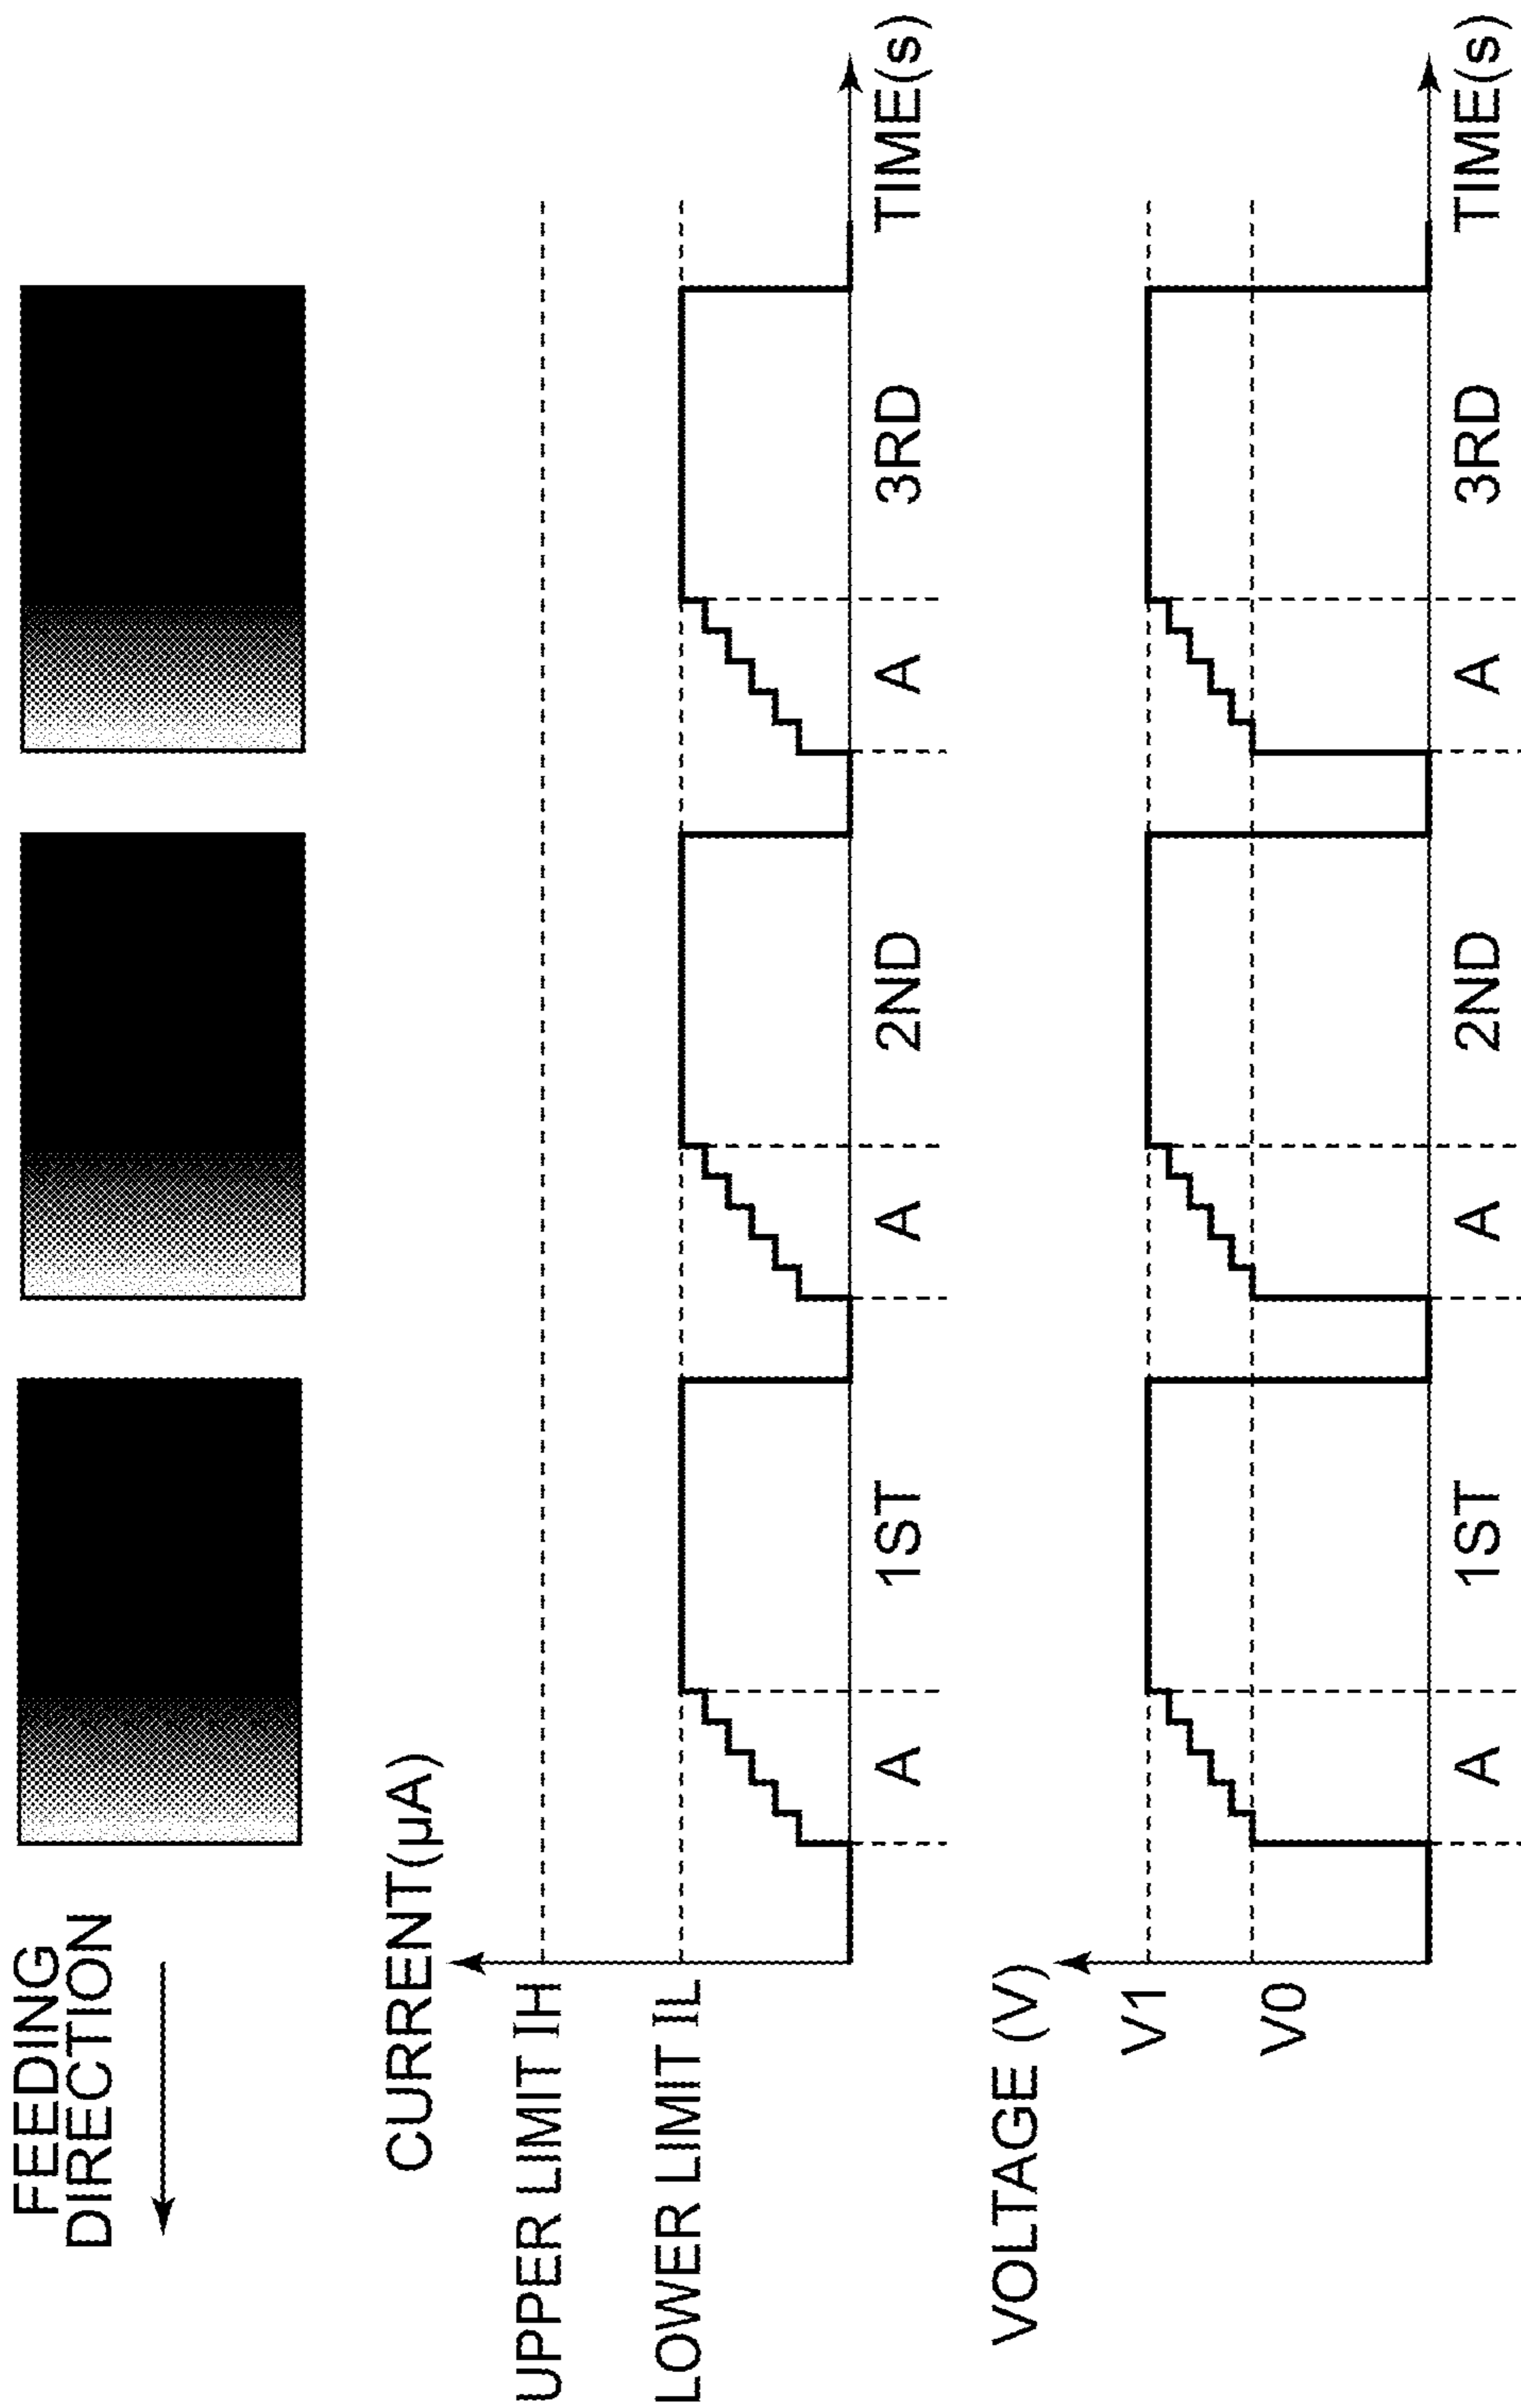 FEEDING
DIRECTION
CURRENT(μA)
UPPER LIMIT IH
LOWER LIMIT IL
A 1ST A 2ND A 3RD TIME(s)
VOLTAGE (V)
V1
V0
A 1ST A 2ND A 3RD TIME(s)